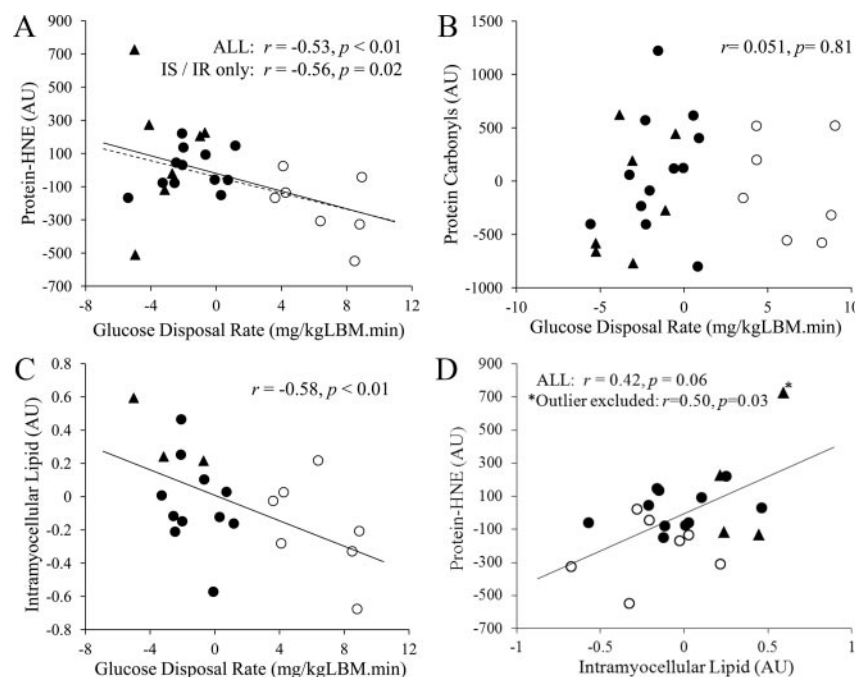 A
ALL: r = -0.53, p < 0.01
IS / IR only: r = -0.56, p = 0.02
900
700
500
300
100
-100
-300
-500
-700
Protein-HNE
(AU)
-8
-4
0
4
8
12
Glucose Disposal Rate (mg/kgLBM.min)
B
r= 0.051, p= 0.81
1500
1000
500
0
-500
-1000
Protein Carbonyls (AU)
-10
-5
0
5
10
Glucose Disposal Rate (mg/kgLBM.min)
C
r = -0.58, p < 0.01
0.8
0.6
0.4
0.2
0
-0.2
-0.4
-0.6
-0.8
Intramyocellular Lipid (AU)
-8
-4
0
4
8
12
Glucose Disposal Rate (mg/kgLBM.min)
D
ALL: r = 0.42, p = 0.06
*Outlier excluded: r=0.50, p=0.03
*
900
700
500
300
100
-100
-300
-500
-700
Protein-HNE (AU)
-1
-0.5
0
0.5
1
Intramyocellular Lipid (AU)